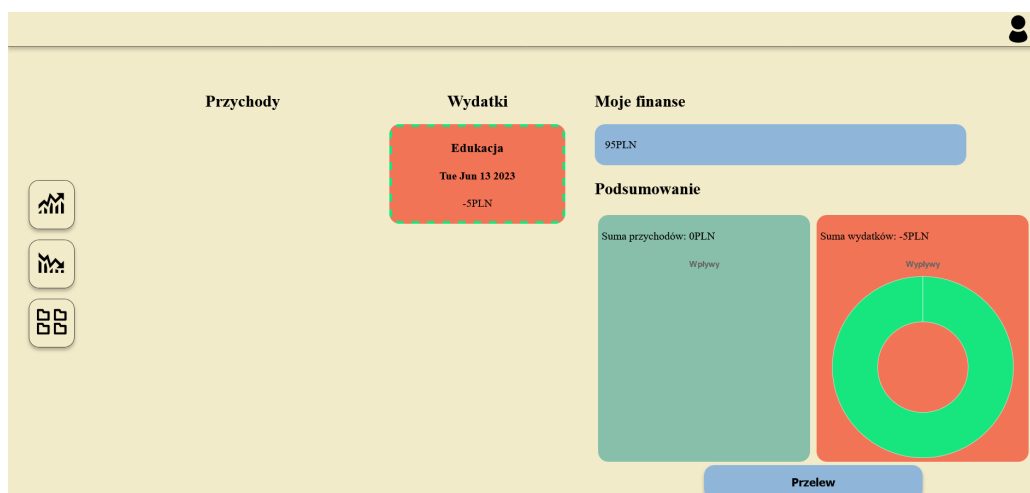 Przychody
Wydatki
Edukacja
Tue Jun 13 2023
-5PLN
Moje finanse
95PLN
Podsumowanie
Suma przychodów: 0PLN
Wpływy
Suma wydatków: -5PLN
Wypływy
Przelew